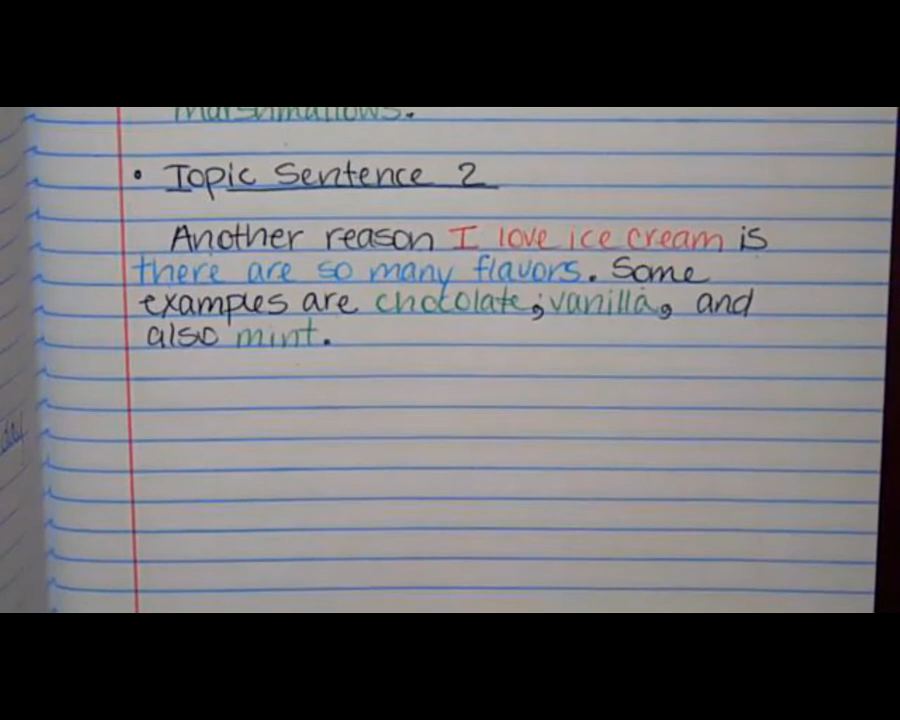 marshmallows.
• Topic Sentence 2
Another reason I love ice cream is
there are so many flavors. Some
examples are chocolate, vanilla, and
also mint.